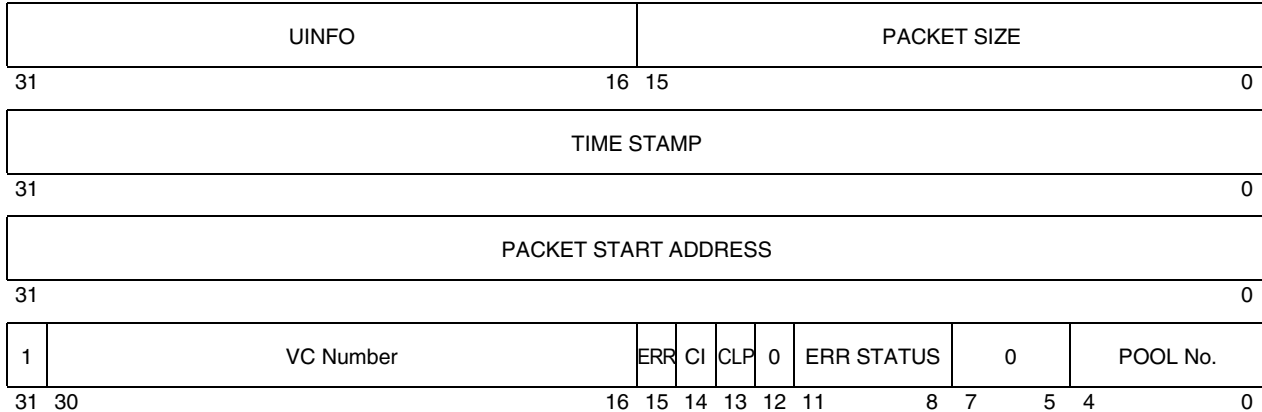 UINFO PACKET SIZE
31 16 15 0
TIME STAMP
31 0
PACKET START ADDRESS
31 0
1 VC Number ERR CI CLP 0 ERR STATUS 0 POOL No.
31 30 16 15 14 13 12 11 8 7 5 4 0